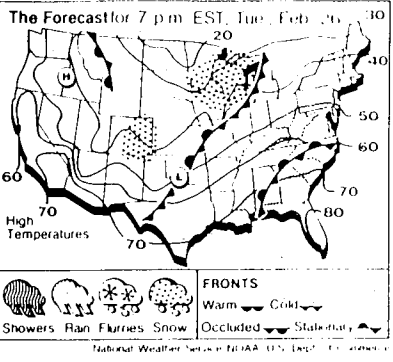 The Forecast for 7 p.m. EST, Tue., Feb. 26
30
20
40
50
60
H
L
60
70
70
80
70
High
Temperatures
Showers Rain Flurries Snow
FRONTS
Warm Cold
Occluded Stationary
National Weather Service NOAA U.S. Dept. Commerce